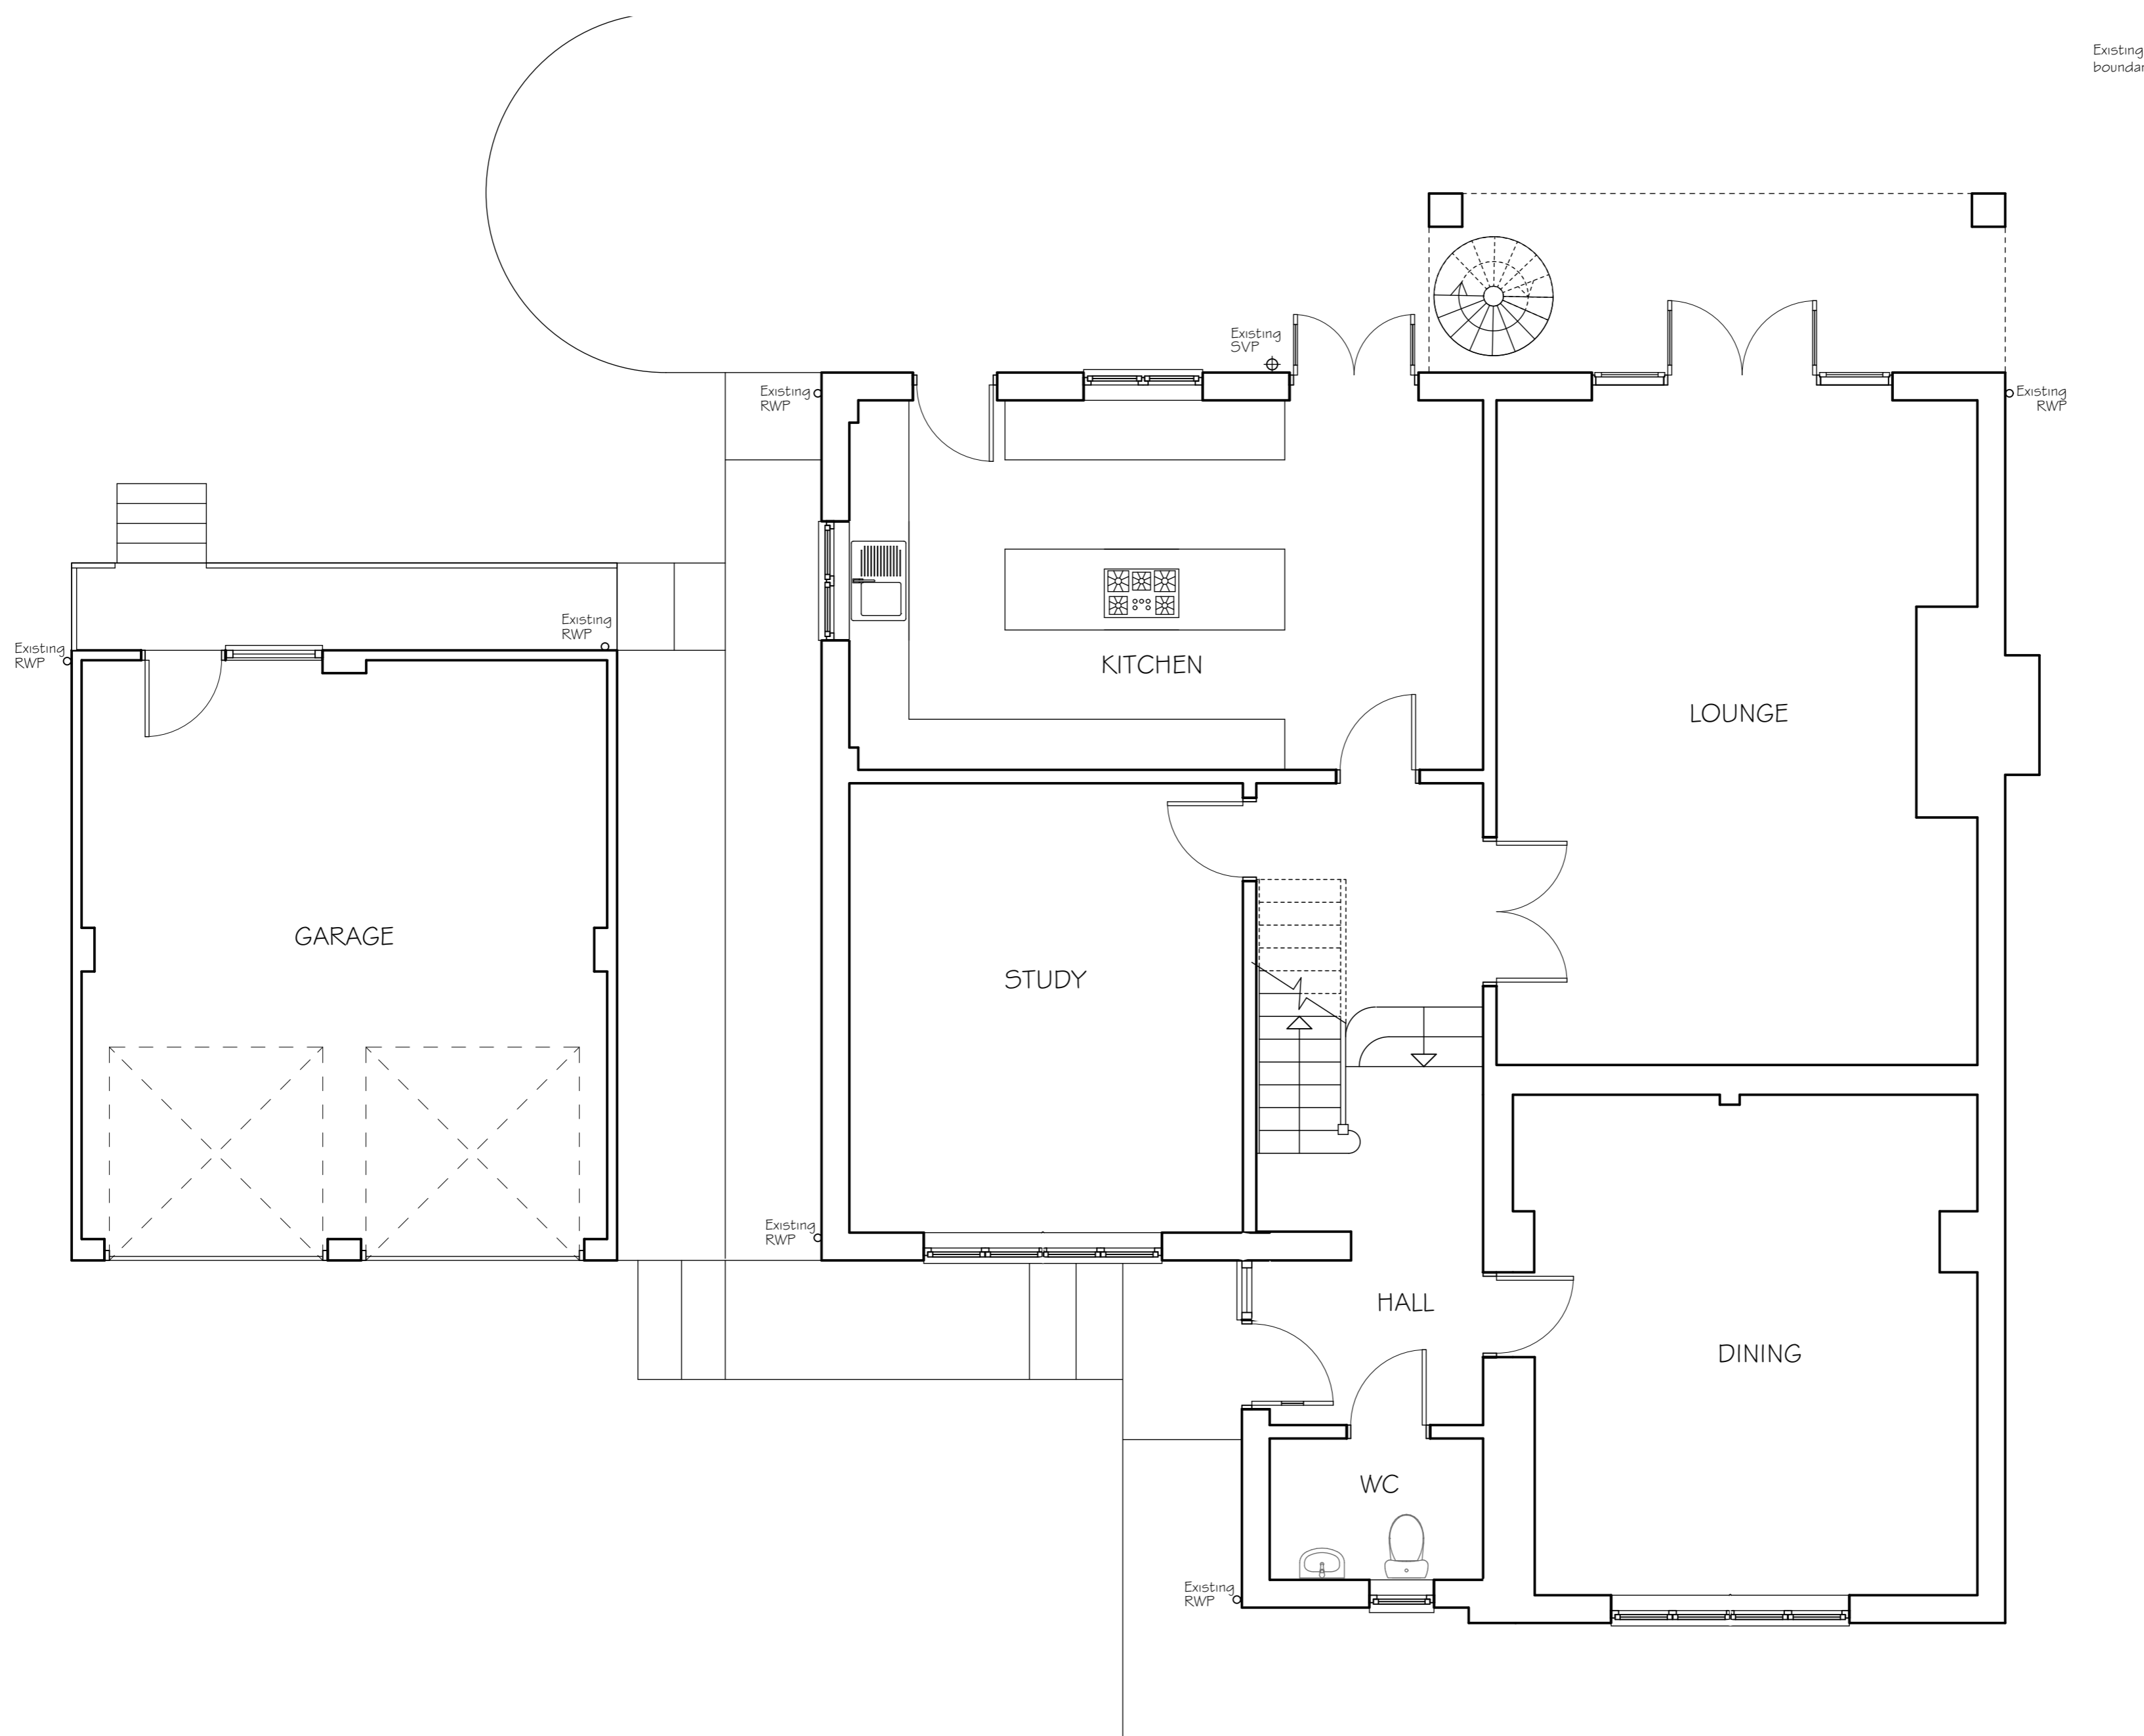 Existing
Existing
SVP
Existing
RWP
Existing
RWP
Existing
RWP
Existing
RWP
KITCHEN
LOUNGE
GARAGE
STUDY
Existing
RWP
HALL
DINING
WC
Existing
RWP